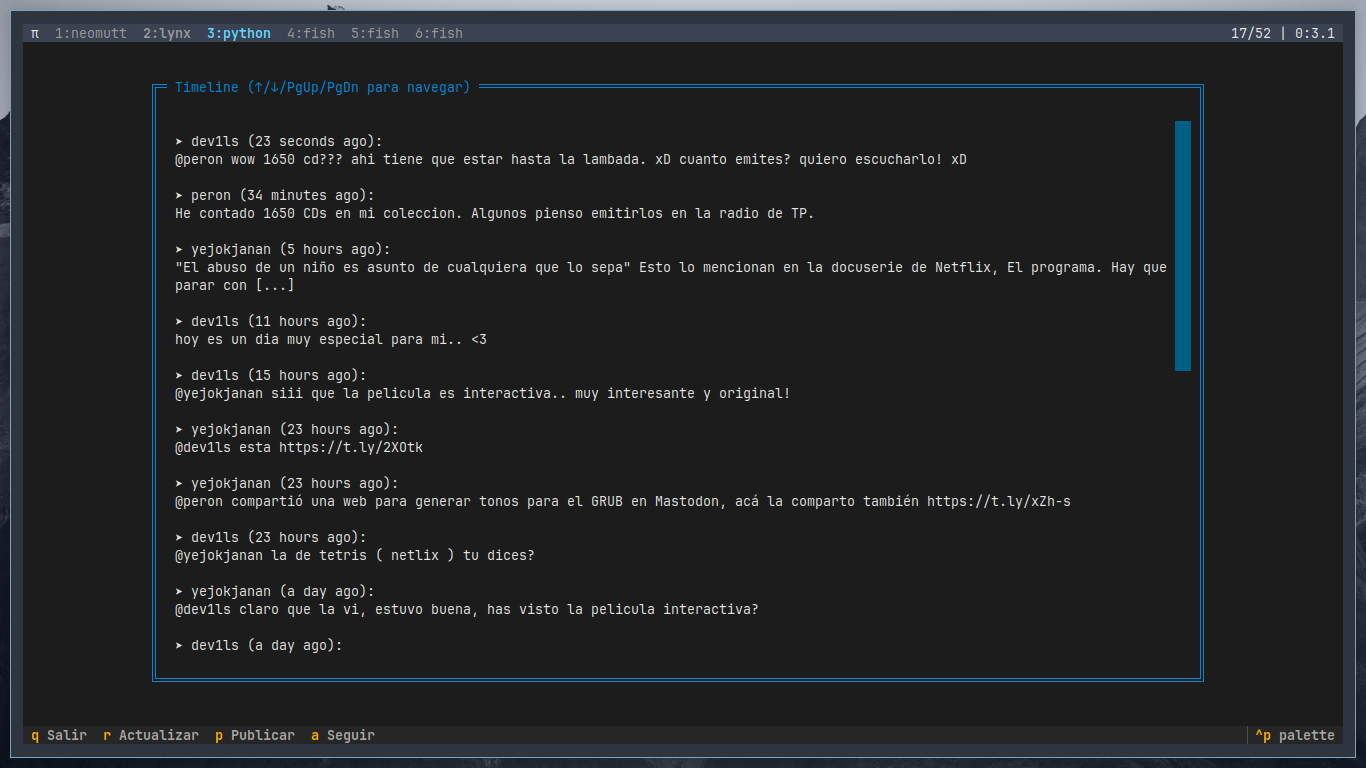 π 1:neomutt 2:lynx 3:python 4:fish 5:fish 6:fish 17/52 | 0:3.1
Timeline (↑/↓/PgUp/PgDn para navegar)
➤ dev1ls (23 seconds ago):
@peron wow 1650 cd??? ahi tiene que estar hasta la lambada. xD cuanto emites? quiero escucharlo! xD
➤ peron (34 minutes ago):
He contado 1650 CDs en mi coleccion. Algunos pienso emitirlos en la radio de TP.
➤ yejokjanan (5 hours ago):
"El abuso de un niño es asunto de cualquiera que lo sepa" Esto lo mencionan en la docuserie de Netflix, El programa. Hay que
parar con [...]
➤ dev1ls (11 hours ago):
hoy es un dia muy especial para mi.. <3
➤ dev1ls (15 hours ago):
@yejokjanan siii que la pelicula es interactiva.. muy interesante y original!
➤ yejokjanan (23 hours ago):
@dev1ls esta https://t.ly/2XOtk
➤ yejokjanan (23 hours ago):
@peron compartió una web para generar tonos para el GRUB en Mastodon, acá la comparto también https://t.ly/xZh-s
➤ dev1ls (23 hours ago):
@yejokjanan la de tetris ( netlix ) tu dices?
➤ yejokjanan (a day ago):
@dev1ls claro que la vi, estuvo buena, has visto la pelicula interactiva?
➤ dev1ls (a day ago):
q Salir r Actualizar p Publicar a Seguir ^p palette